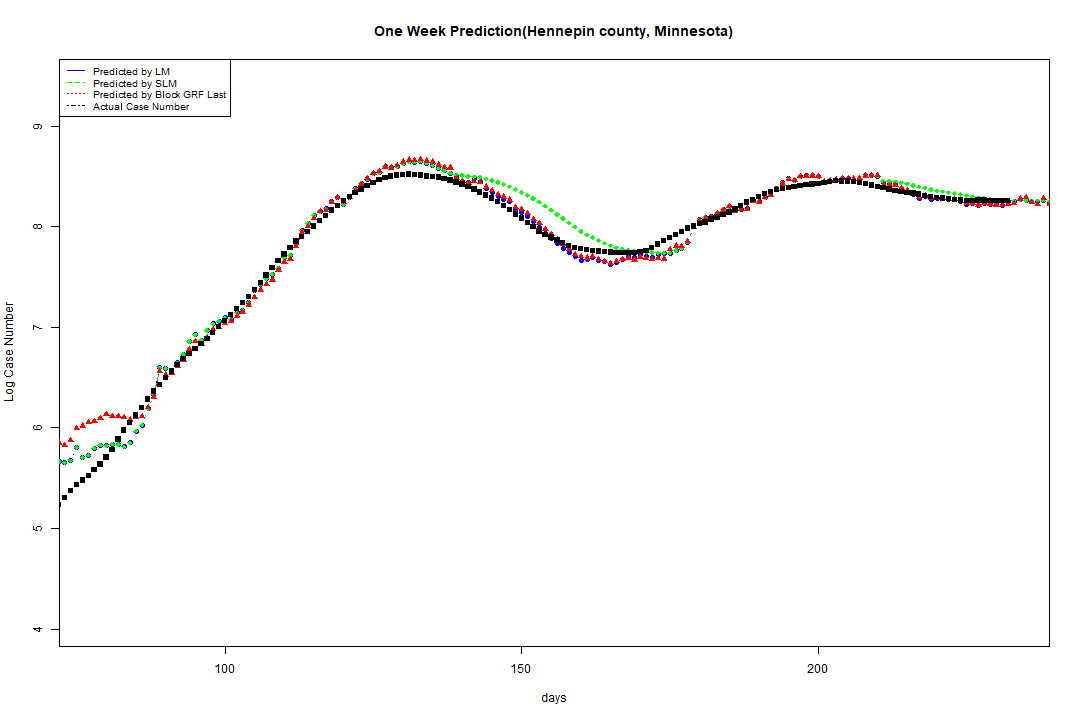 One Week Prediction(Hennepin county, Minnesota)
Predicted by LM
Predicted by SLM
Predicted by Block GRF Last
Actual Case Number
9
8
7
6
5
4
Log Case Number
100 150 200
days